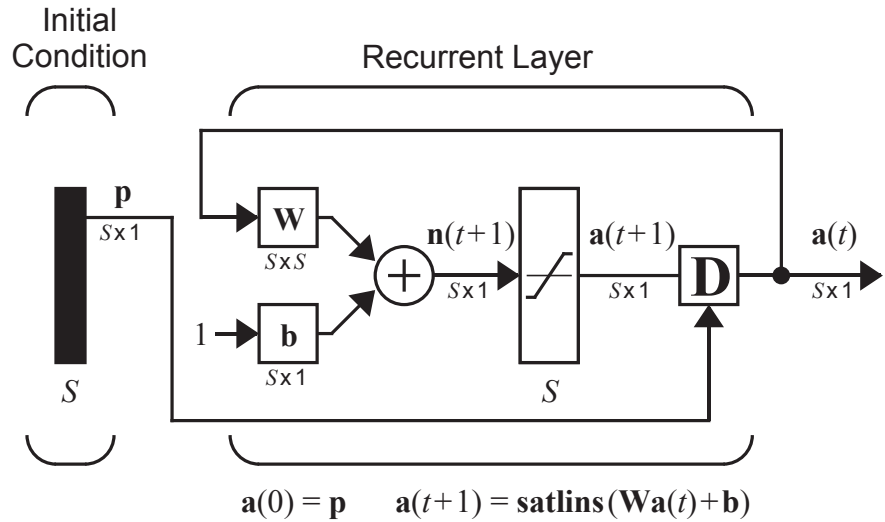 Initial
Condition
Recurrent Layer
p
S x 1
W
S x S
n(t+1)
S x 1
a(t+1)
S x 1
D
a(t)
S x 1
1
b
S x 1
S
S
a(0) = p a(t+1) = satlins(Wa(t)+b)